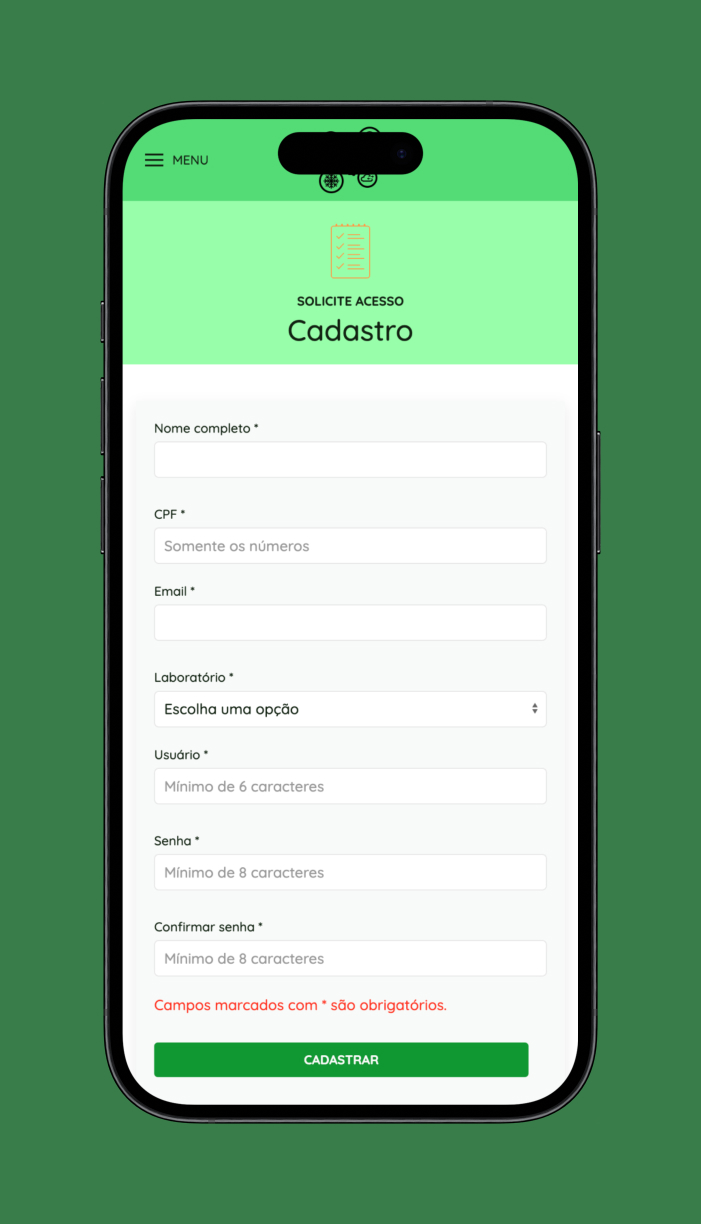 MENU
SOLICITE ACESSO
Cadastro
Nome completo *
CPF *
Somente os números
Email *
Laboratório *
Escolha uma opção
Usuário *
Mínimo de 6 caracteres
Senha *
Mínimo de 8 caracteres
Confirmar senha *
Mínimo de 8 caracteres
Campos marcados com * são obrigatórios.
CADASTRAR